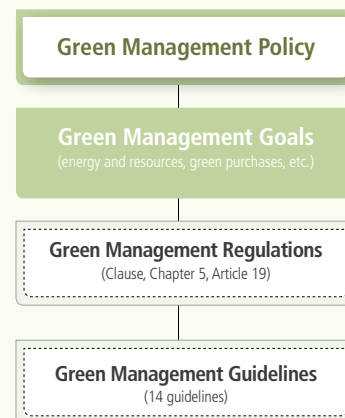 Green Management Policy
Green Management Goals
(energy and resources, green purchases, etc.)
Green Management Regulations
(Clause, Chapter 5, Article 19)
Green Management Guidelines
(14 guidelines)